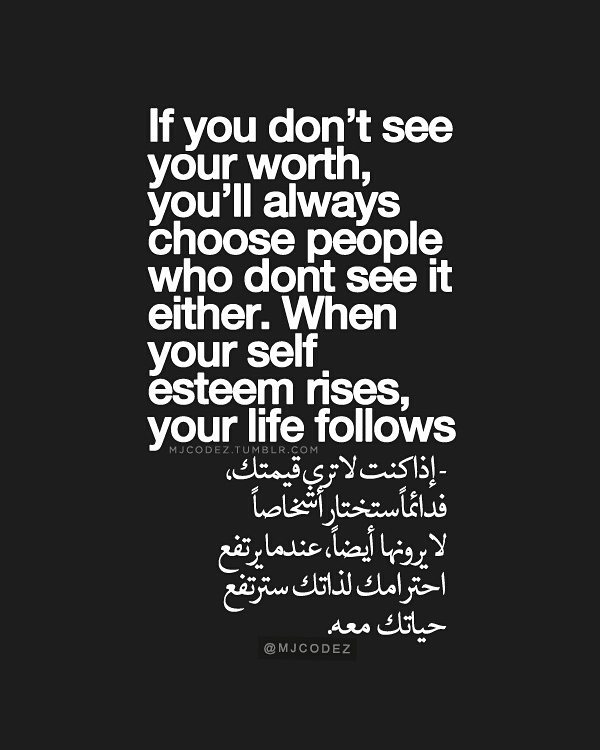 If you don't see
your worth,
you'll always
choose people
who dont see it
either. When
your self
esteem rises,
your life follows
MJCODEZ.TUMBLR.COM
- إذا كنت لا ترى قيمتك،
فدائماً ستختار أشخاصاً
لا يرونها أيضاً، عندما يرتفع
احترامك لذاتك سترتفع
حياتك معه.
@MJCODEZ